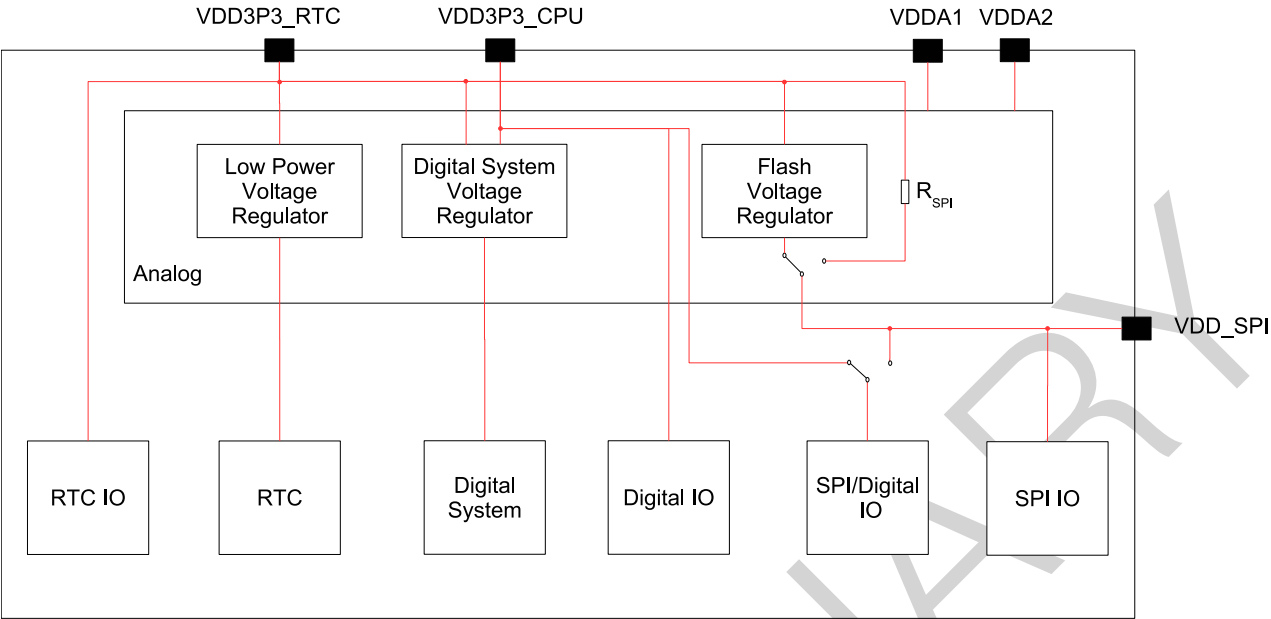 VDD3P3_RTC
VDD3P3_CPU
VDDA1
VDDA2
Low Power
Voltage
Regulator
Digital System
Voltage
Regulator
Flash
Voltage
Regulator
RSPI
Analog
VDD_SPI
RTC IO
RTC
Digital
System
Digital IO
SPI/Digital
IO
SPI IO